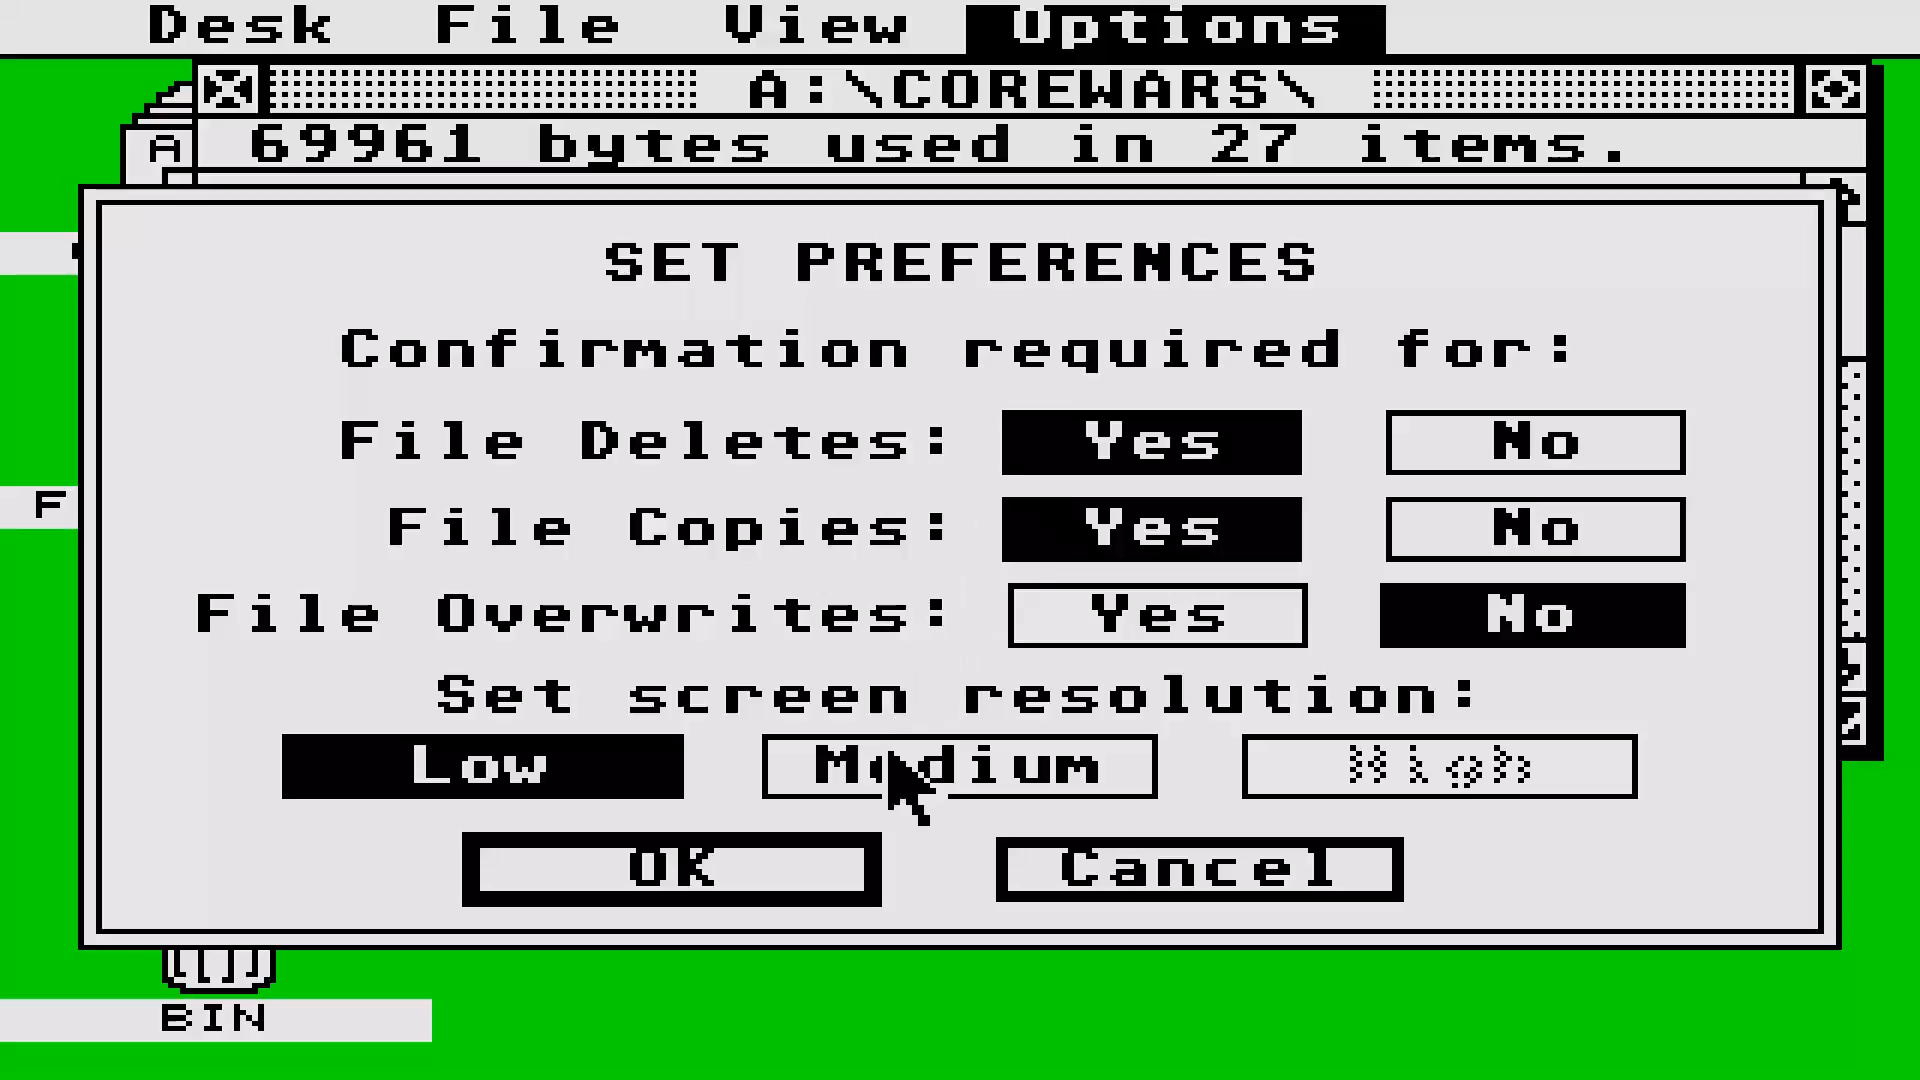 Desk File View Options
A:\COREWARS\
A
69961 bytes used in 27 items.
SET PREFERENCES
Confirmation required for:
File Deletes: Yes No
File Copies: Yes No
F
File Overwrites: Yes No
Set screen resolution:
Low Medium High
OK Cancel
BIN